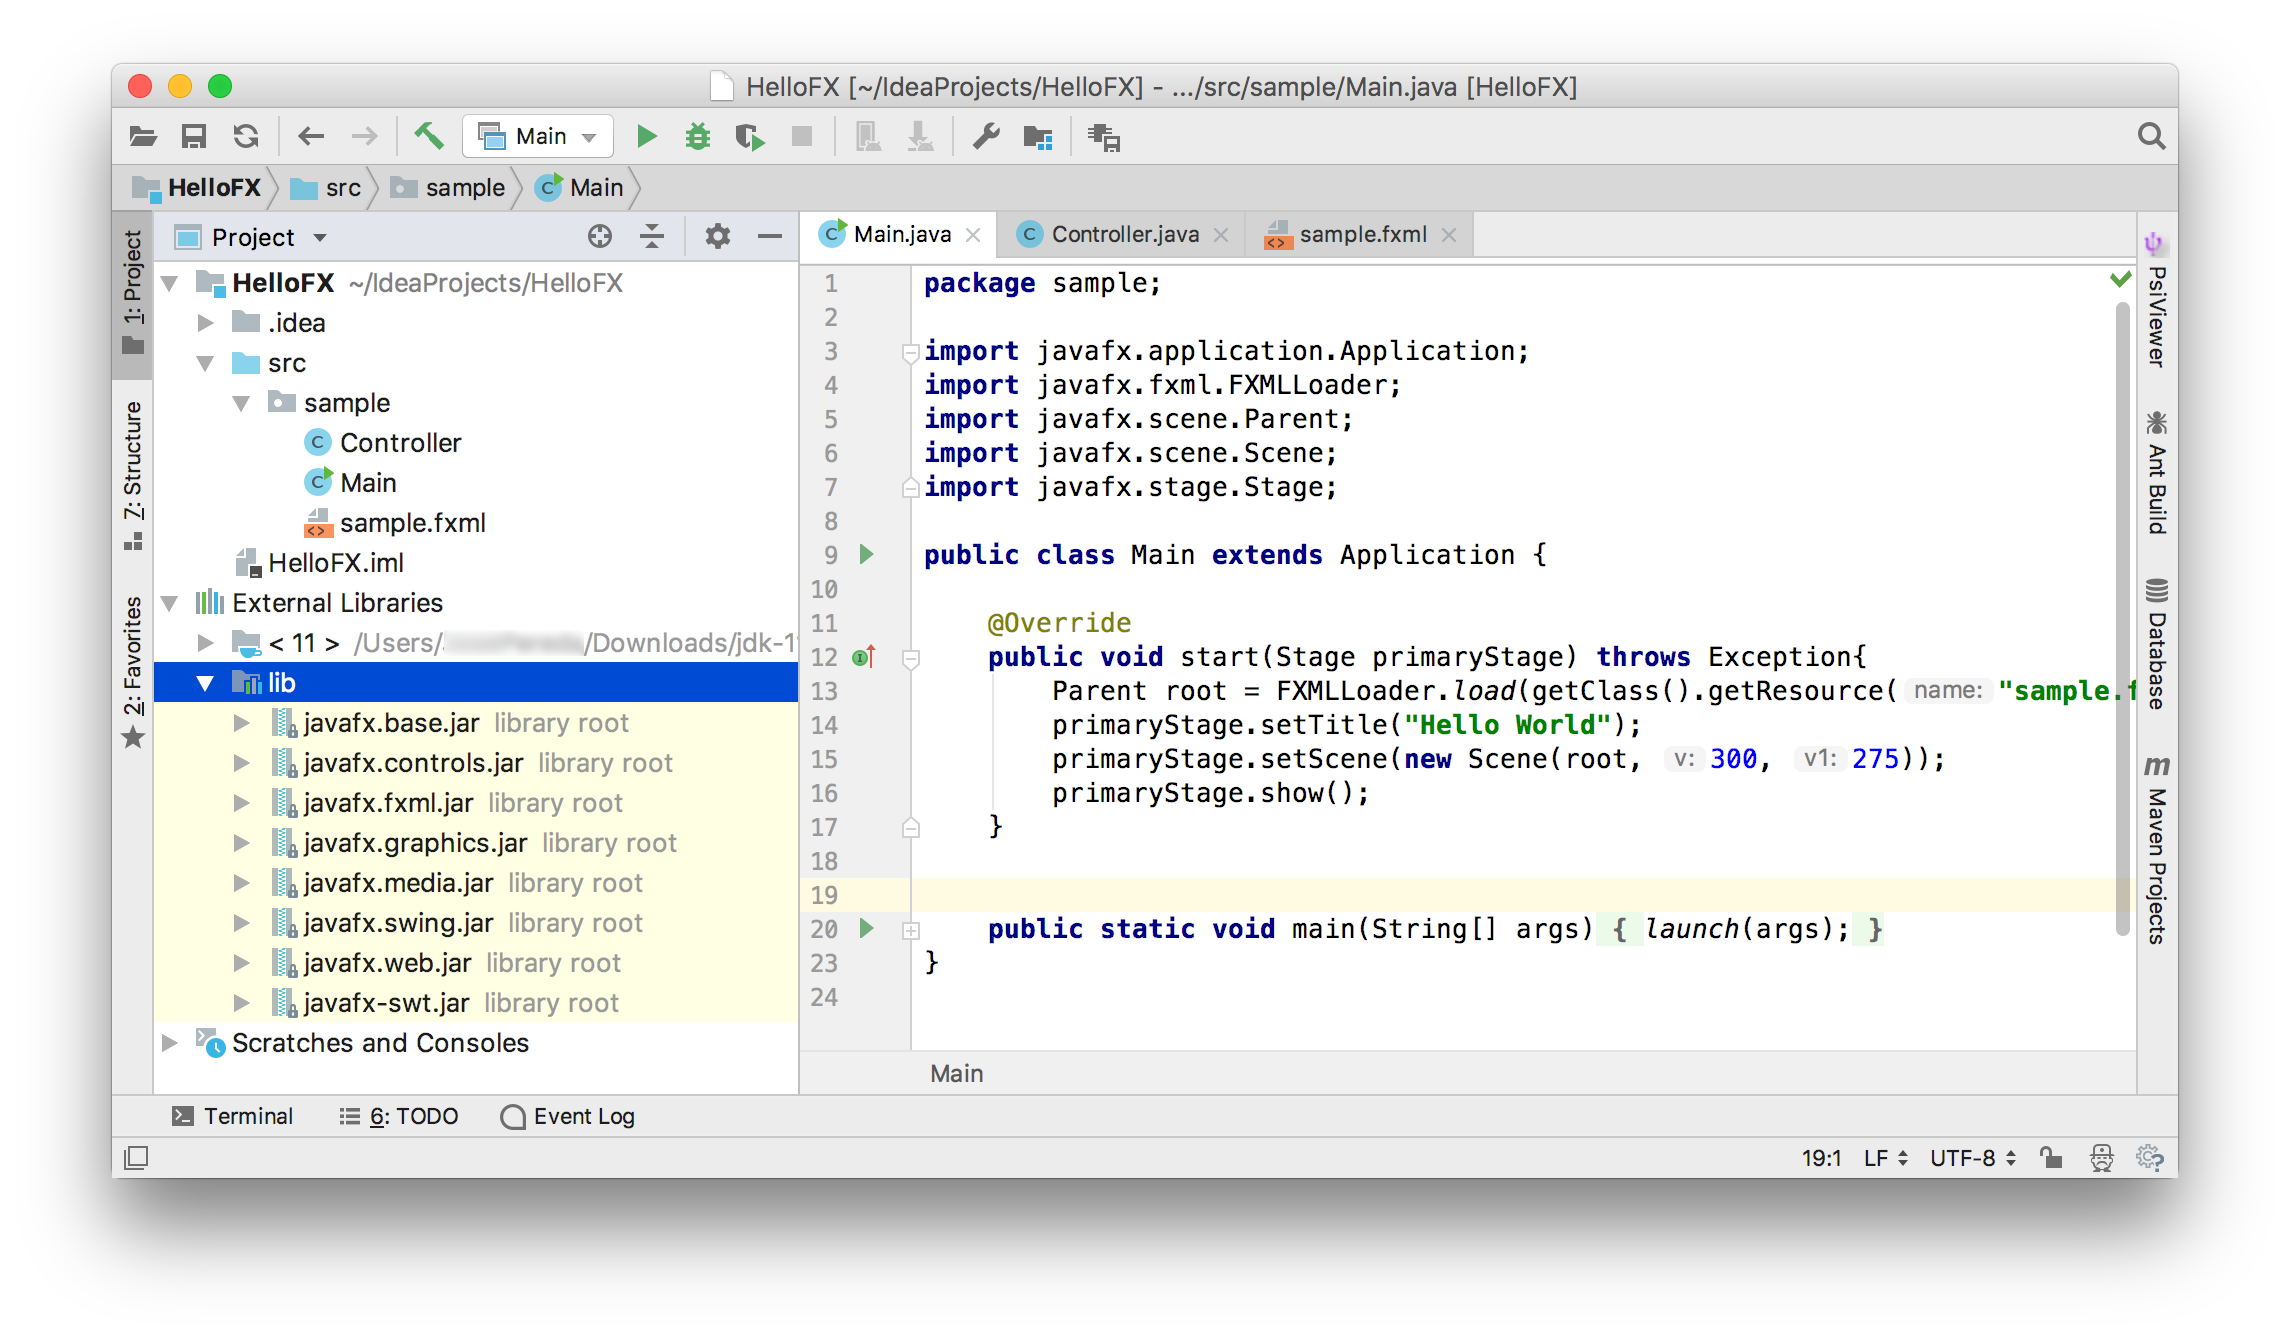 HelloFX [~/IdeaProjects/HelloFX] - .../src/sample/Main.java [HelloFX]
Main
HelloFX src sample Main
Project
Main.java Controller.java sample.fxml
1: Project
7: Structure
2: Favorites
HelloFX ~/IdeaProjects/HelloFX
.idea
src
sample
Controller
Main
sample.fxml
HelloFX.iml
External Libraries
< 11 > /Users/ /Downloads/jdk-11
lib
javafx.base.jar library root
javafx.controls.jar library root
javafx.fxml.jar library root
javafx.graphics.jar library root
javafx.media.jar library root
javafx.swing.jar library root
javafx.web.jar library root
javafx-swt.jar library root
Scratches and Consoles
1 package sample;
2
3 import javafx.application.Application;
4 import javafx.fxml.FXMLLoader;
5 import javafx.scene.Parent;
6 import javafx.scene.Scene;
7 import javafx.stage.Stage;
8
9 public class Main extends Application {
10
11 @Override
12 public void start(Stage primaryStage) throws Exception{
13 Parent root = FXMLLoader.load(getClass().getResource( name: "sample.f
14 primaryStage.setTitle("Hello World");
15 primaryStage.setScene(new Scene(root, v: 300, v1: 275));
16 primaryStage.show();
17 }
18
19
20 public static void main(String[] args) { launch(args); }
23 }
24
Main
PsiViewer
Ant Build
Database
Maven Projects
Terminal 6: TODO Event Log
19:1 LF UTF-8